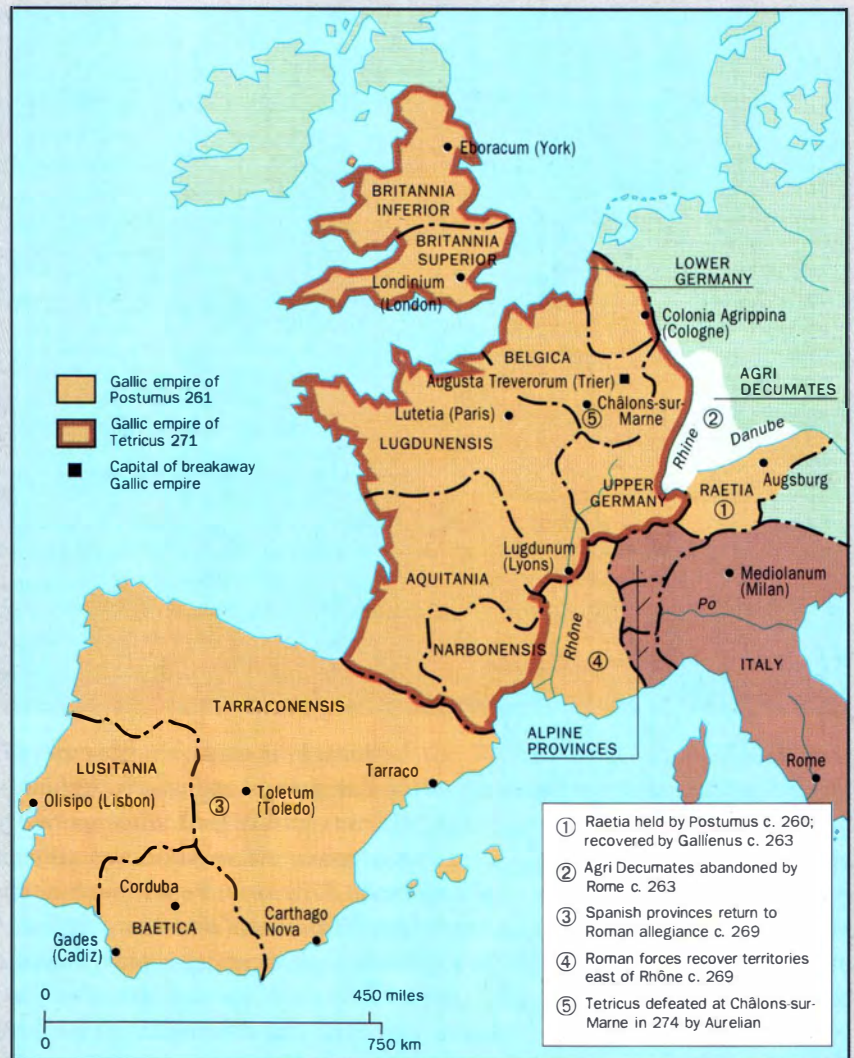 Eboracum (York)
BRITANNIA
INFERIOR
BRITANNIA
SUPERIOR
Londinium
(London)
LOWER
GERMANY
Colonia Agrippina
(Cologne)
BELGICA
AGRI
DECUMATES
Gallic empire of
Postumus 261
Gallic empire of
Tetricus 271
Capital of breakaway
Gallic empire
Augusta Treverorum (Trier)
Châlons-sur-
Marne
⑤
Lutetia (Paris)
②
Rhine
Danube
LUGDUNENSIS
Augsburg
UPPER
GERMANY
RAETIA
①
Lugdunum
(Lyons)
AQUITANIA
Mediolanum
(Milan)
Po
Rhône
NARBONENSIS
④
ITALY
TARRACONENSIS
ALPINE
PROVINCES
Rome
LUSITANIA
Tarraco
Olisipo (Lisbon)
③
Toletum
(Toledo)
Corduba
BAETICA
Carthago
Nova
Gades
(Cadiz)
① Raetia held by Postumus c. 260;
recovered by Gallienus c. 263
② Agri Decumates abandoned by
Rome c. 263
③ Spanish provinces return to
Roman allegiance c. 269
④ Roman forces recover territories
east of Rhône c. 269
⑤ Tetricus defeated at Châlons-sur-
Marne in 274 by Aurelian
0 450 miles
0 750 km